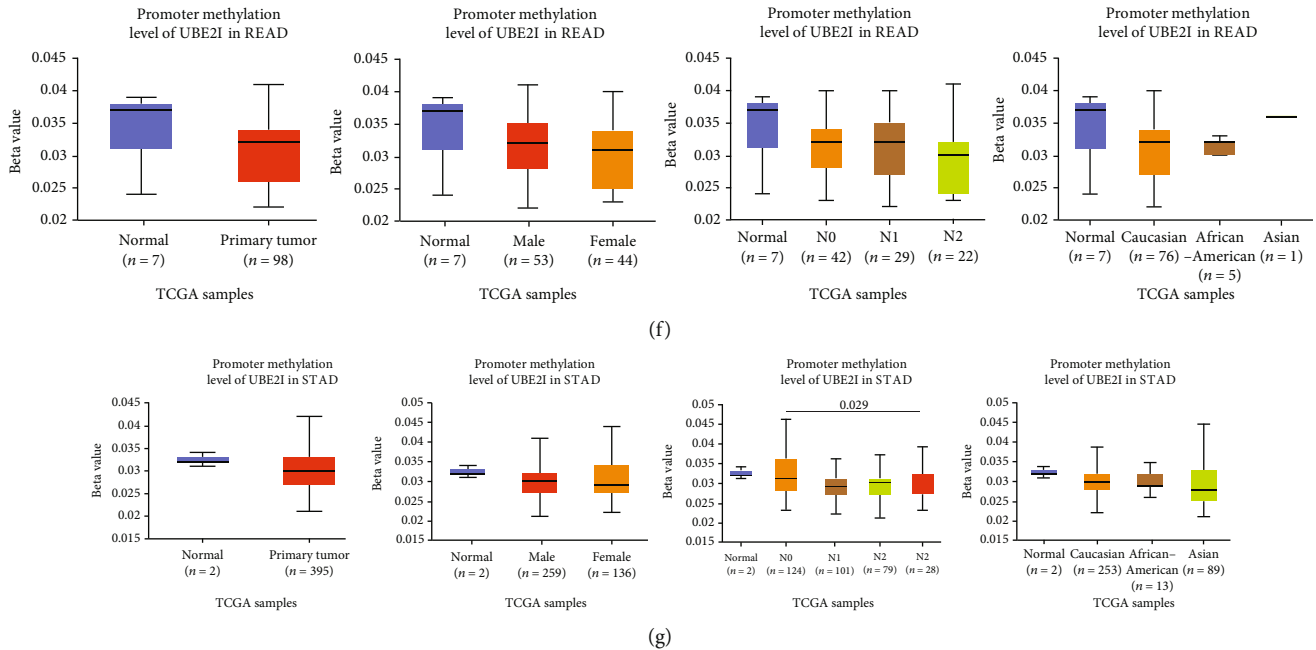 Promoter methylation
level of UBE2I in READ
0.045
0.04
0.035
0.03
0.025
0.02
Beta value
Normal
(n = 7)
Primary tumor
(n = 98)
TCGA samples
Promoter methylation
level of UBE2I in READ
0.045
0.04
0.035
0.03
0.025
0.02
Beta value
Normal
(n = 7)
Male
(n = 53)
Female
(n = 44)
TCGA samples
Promoter methylation
level of UBE2I in READ
0.045
0.04
0.035
0.03
0.025
0.02
Beta value
Normal
(n = 7)
N0
(n = 42)
N1
(n = 29)
N2
(n = 22)
TCGA samples
Promoter methylation
level of UBE2I in READ
0.045
0.04
0.035
0.03
0.025
0.02
Beta value
Normal
(n = 7)
Caucasian
(n = 76)
African
–American
(n = 5)
Asian
(n = 1)
TCGA samples
(f)
Promoter methylation
level of UBE2I in STAD
0.045
0.04
0.035
0.03
0.025
0.02
0.015
Beta value
Normal
(n = 2)
Primary tumor
(n = 395)
TCGA samples
Promoter methylation
level of UBE2I in STAD
0.05
0.045
0.04
0.035
0.03
0.025
0.02
0.015
Beta value
Normal
(n = 2)
Male
(n = 259)
Female
(n = 136)
TCGA samples
Promoter methylation
level of UBE2I in STAD
0.05
0.045
0.04
0.035
0.03
0.025
0.02
0.015
Beta value
0.029
Normal
(n = 2)
N0
(n = 124)
N1
(n = 101)
N2
(n = 79)
N2
(n = 28)
TCGA samples
Promoter methylation
level of UBE2I in STAD
0.05
0.045
0.04
0.035
0.03
0.025
0.02
0.015
Beta value
Normal
(n = 2)
Caucasian
(n = 253)
African–
American
(n = 13)
Asian
(n = 89)
TCGA samples
(g)